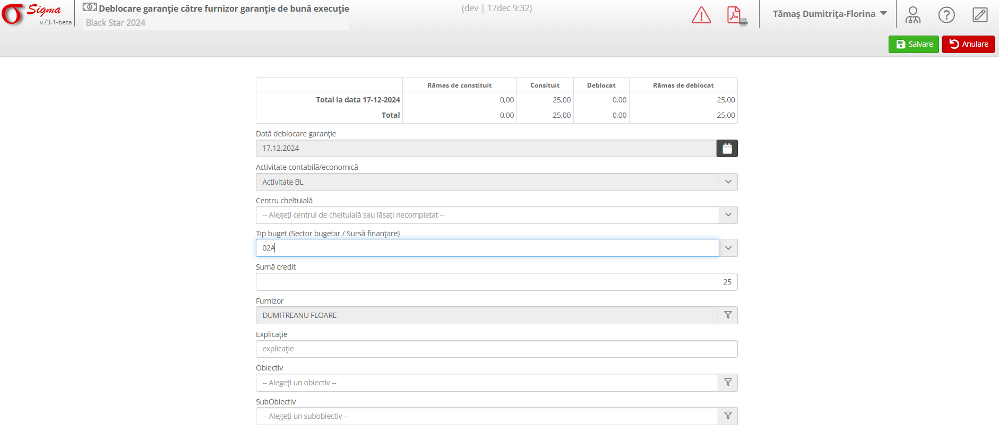 Sigma
v73.1-beta
Deblocare garanție către furnizor garanție de bună execuție
Black Star 2024
(dev | 17dec 9:32)
Tămaș Dumitrița-Florina
Salvare
Anulare
Rămas de constituit Consituit Deblocat Rămas de deblocat
Total la data 17-12-2024 0,00 25,00 0,00 25,00
Total 0,00 25,00 0,00 25,00
Dată deblocare garanție
17.12.2024
Activitate contabilă/economică
Activitate BL
Centru cheltuială
-- Alegeți centrul de cheltuială sau lăsați necompletat --
Tip buget (Sector bugetar / Sursă finanțare)
02A
Sumă credit
25
Furnizor
DUMITREANU FLOARE
Explicație
explicație
Obiectiv
-- Alegeți un obiectiv --
SubObiectiv
-- Alegeți un subobiectiv --